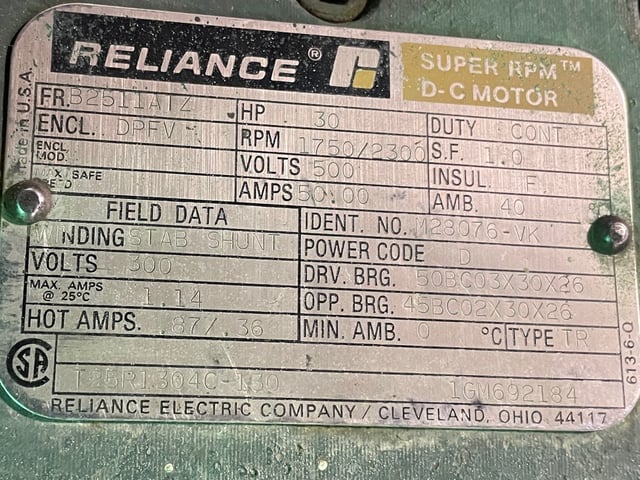 RELIANCE ®
SUPER RPM™
D-C MOTOR
Made in U.S.A.
FR. B2511ATZ
HP 30
DUTY CONT
ENCL. DPFV
RPM 1750/2300
S.F. 1.0
ENCL. MOD.
VOLTS 500
INSUL. F
SAFE
AMPS 50.00
AMB. 40
FIELD DATA
IDENT. NO. M28076-VK
WINDING STAB SHUNT
POWER CODE D
VOLTS 300
DRV. BRG. 50BC03X30X26
MAX. AMPS @ 25°C 1.14
OPP. BRG. 45BC02X30X26
HOT AMPS. .87/.36
MIN. AMB. 0 °C
TYPE TR
SA
T25R1304C-
1GM692184
613-6-O
RELIANCE ELECTRIC COMPANY / CLEVELAND, OHIO 44117